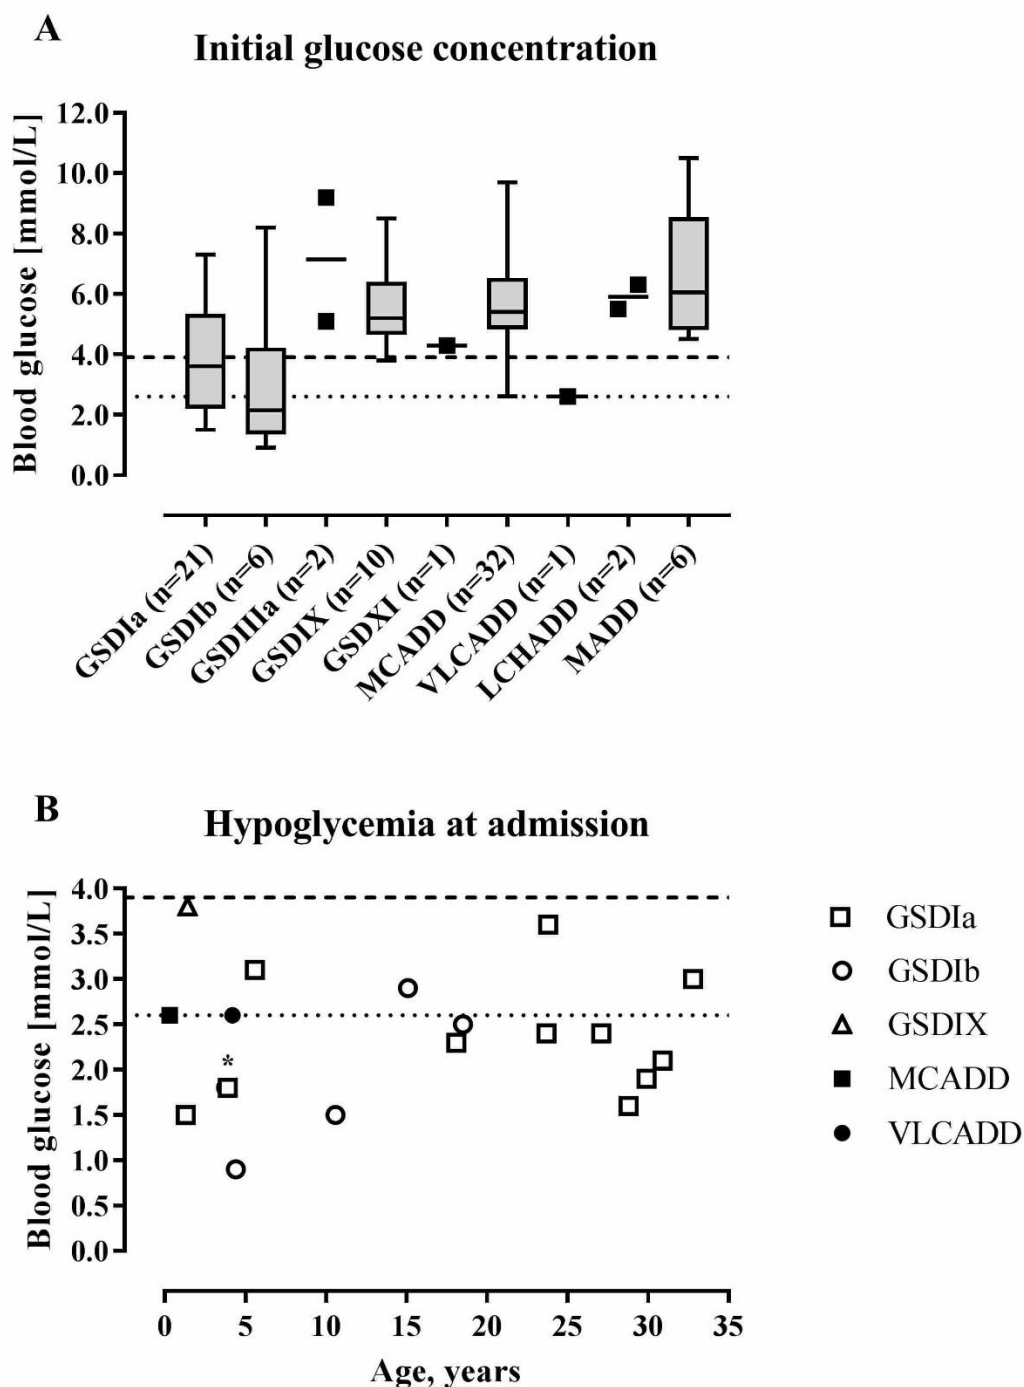 A
Initial glucose concentration
Blood glucose [mmol/L]
12.0
10.0
8.0
6.0
4.0
2.0
0.0
GSDIa (n=21)
GSDIb (n=6)
GSDIIIa (n=2)
GSDIX (n=10)
GSDXI (n=1)
MCADD (n=32)
VLCADD (n=1)
LCHADD (n=2)
MADD (n=6)
B
Hypoglycemia at admission
Blood glucose [mmol/L]
4.0
3.5
3.0
2.5
2.0
1.5
1.0
0.5
0.0
*
0 5 10 15 20 25 30 35
Age, years
GSDIa
GSDIb
GSDIX
MCADD
VLCADD